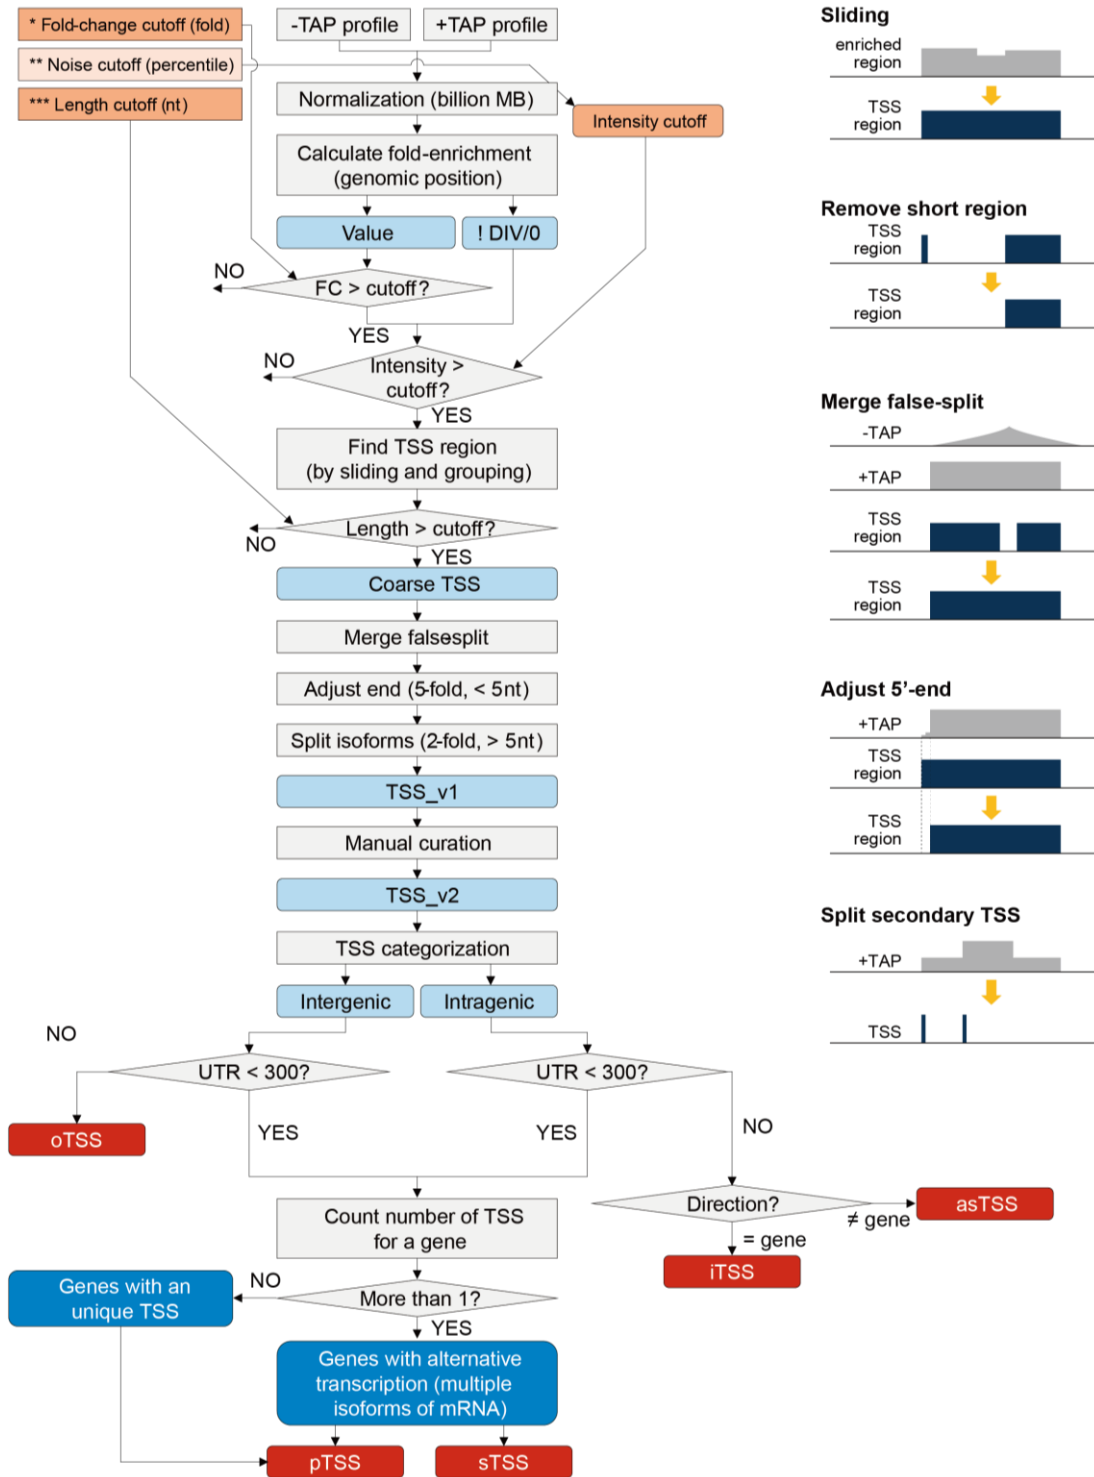 * Fold-change cutoff (fold)
** Noise cutoff (percentile)
*** Length cutoff (nt)
-TAP profile
+TAP profile
Normalization (billion MB)
Intensity cutoff
Calculate fold-enrichment
(genomic position)
Value
! DIV/0
NO
FC > cutoff?
YES
NO
Intensity >
cutoff?
YES
Find TSS region
(by sliding and grouping)
Length > cutoff?
NO
YES
Coarse TSS
Merge falsesplit
Adjust end (5-fold, < 5nt)
Split isoforms (2-fold, > 5nt)
TSS_v1
Manual curation
TSS_v2
TSS categorization
Intergenic
Intragenic
NO
UTR < 300?
UTR < 300?
oTSS
YES
YES
NO
Direction?
≠ gene
asTSS
= gene
iTSS
Count number of TSS
for a gene
Genes with an
unique TSS
NO
More than 1?
YES
Genes with alternative
transcription (multiple
isoforms of mRNA)
pTSS
sTSS
Sliding
enriched
region
TSS
region
Remove short region
TSS
region
TSS
region
Merge false-split
-TAP
+TAP
TSS
region
TSS
region
Adjust 5'-end
+TAP
TSS
region
TSS
region
Split secondary TSS
+TAP
TSS